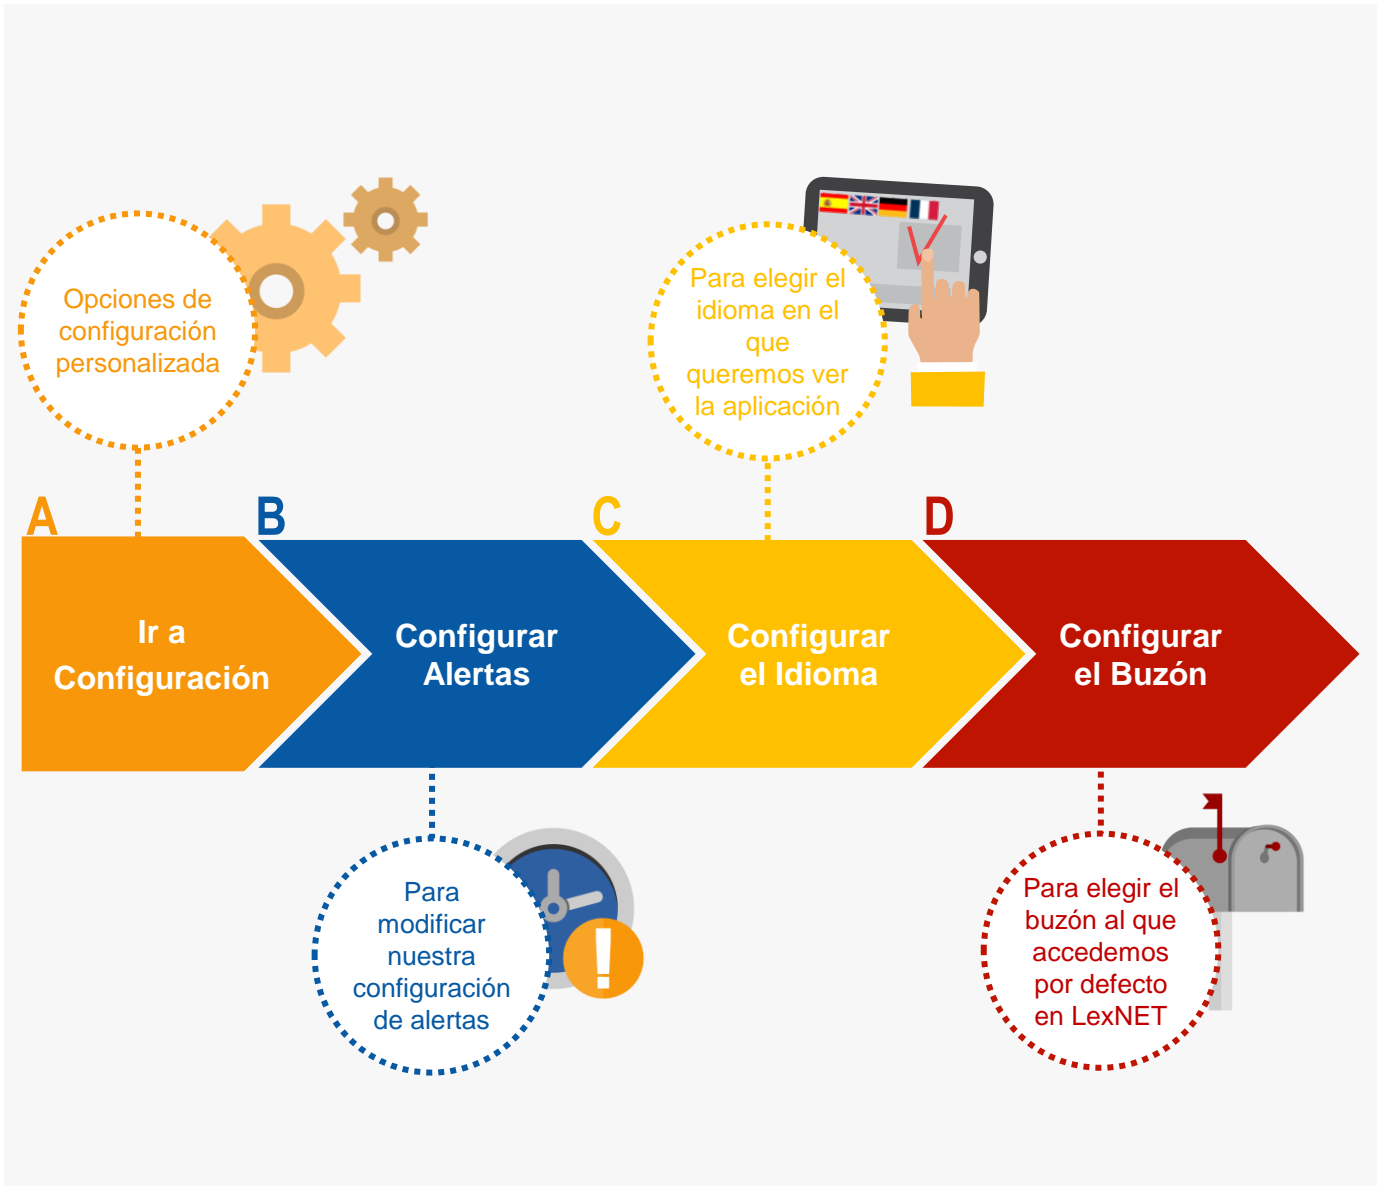 Opciones de
configuración
personalizada
Para elegir el
idioma en el
que
queremos ver
la aplicación
A
B
C
D
Ir a
Configuración
Configurar
Alertas
Configurar
el Idioma
Configurar
el Buzón
Para
modificar
nuestra
configuración
de alertas
Para elegir el
buzón al que
accedemos
por defecto
en LexNET